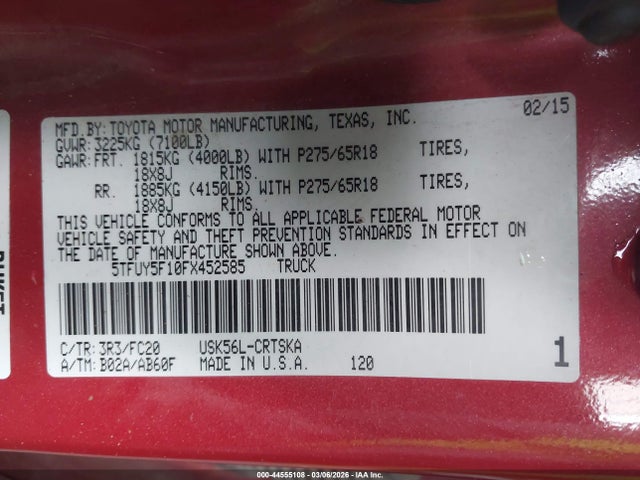 02/15
MFD.BY:TOYOTA MOTOR MANUFACTURING, TEXAS, INC.
GVWR:3225KG (7100LB)
GAWR:FRT. 1815KG (4000LB) WITH P275/65R18 TIRES,
18X8J RIMS.
RR. 1885KG (4150LB) WITH P275/65R18 TIRES,
18X8J RIMS.
THIS VEHICLE CONFORMS TO ALL APPLICABLE FEDERAL MOTOR
VEHICLE SAFETY AND THEFT PREVENTION STANDARDS IN EFFECT ON
THE DATE OF MANUFACTURE SHOWN ABOVE.
5TFUY5F10FX452585 TRUCK
C/TR:3R3/FC20 USK56L-CRTSKA
A/TM:B02A/AB60F MADE IN U.S.A. 120
1
000-44555108 - 03/06/2026 - IAA Inc.